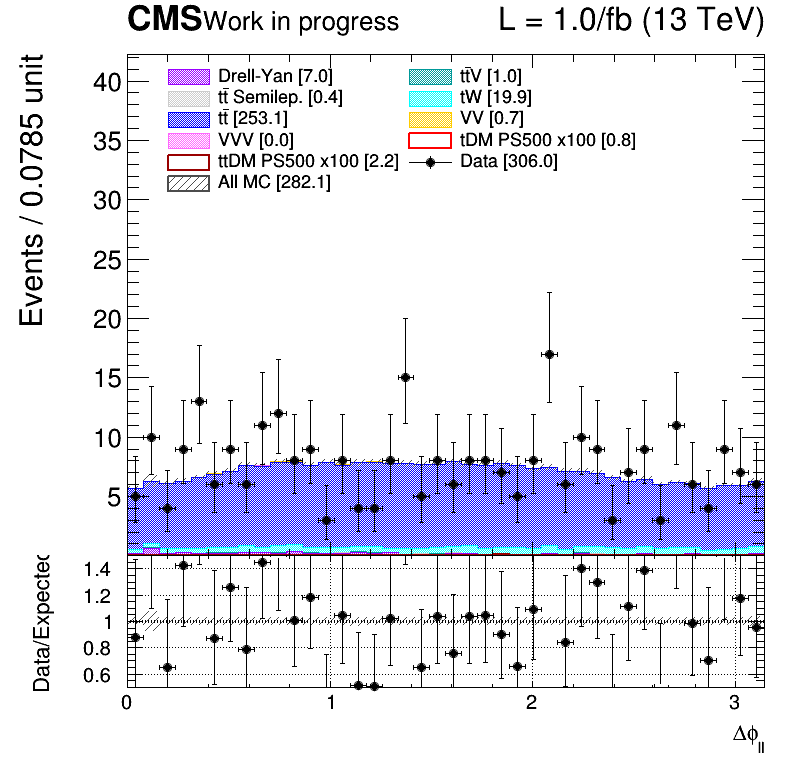 CMS Work in progress L = 1.0/fb (13 TeV)
Events / 0.0785 unit
Drell-Yan [7.0] tt̄V [1.0]
tt̄ Semilep. [0.4] tW [19.9]
tt̄ [253.1] VV [0.7]
VVV [0.0] tDM PS500 x100 [0.8]
ttDM PS500 x100 [2.2] Data [306.0]
All MC [282.1]
40
35
30
25
20
15
10
5
Data/Expected
1.4
1.2
1
0.8
0.6
0 1 2 3
Δϕ_ll